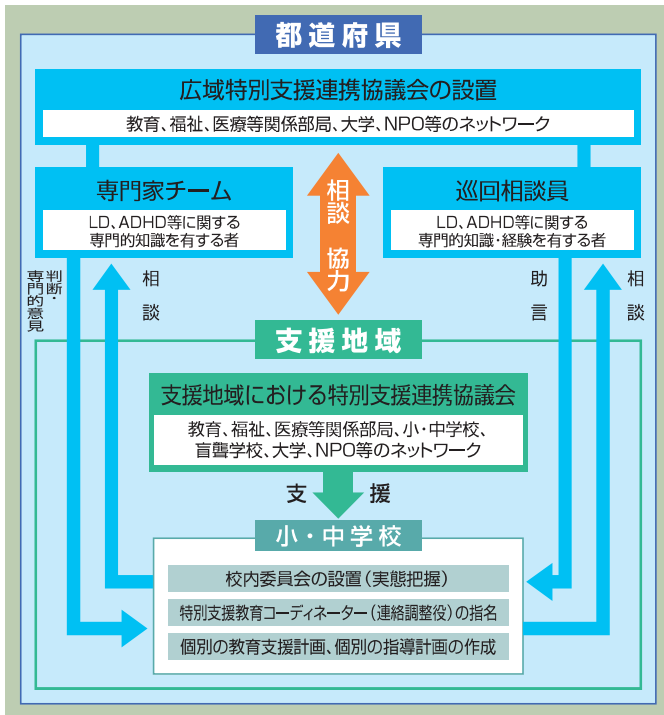 都道府県
広域特別支援連携協議会の設置
教育、福祉、医療等関係部局、大学、NPO等のネットワーク
専門家チーム
LD、ADHD等に関する
専門的知識を有する者
巡回相談員
LD、ADHD等に関する
専門的知識・経験を有する者
相談 協力
判断・
専門的意見
相談
助言
相談
支援地域
支援地域における特別支援連携協議会
教育、福祉、医療等関係部局、小・中学校、
盲聾学校、大学、NPO等のネットワーク
支 援
小・中学校
校内委員会の設置（実態把握）
特別支援教育コーディネーター（連絡調整役）の指名
個別の教育支援計画、個別の指導計画の作成